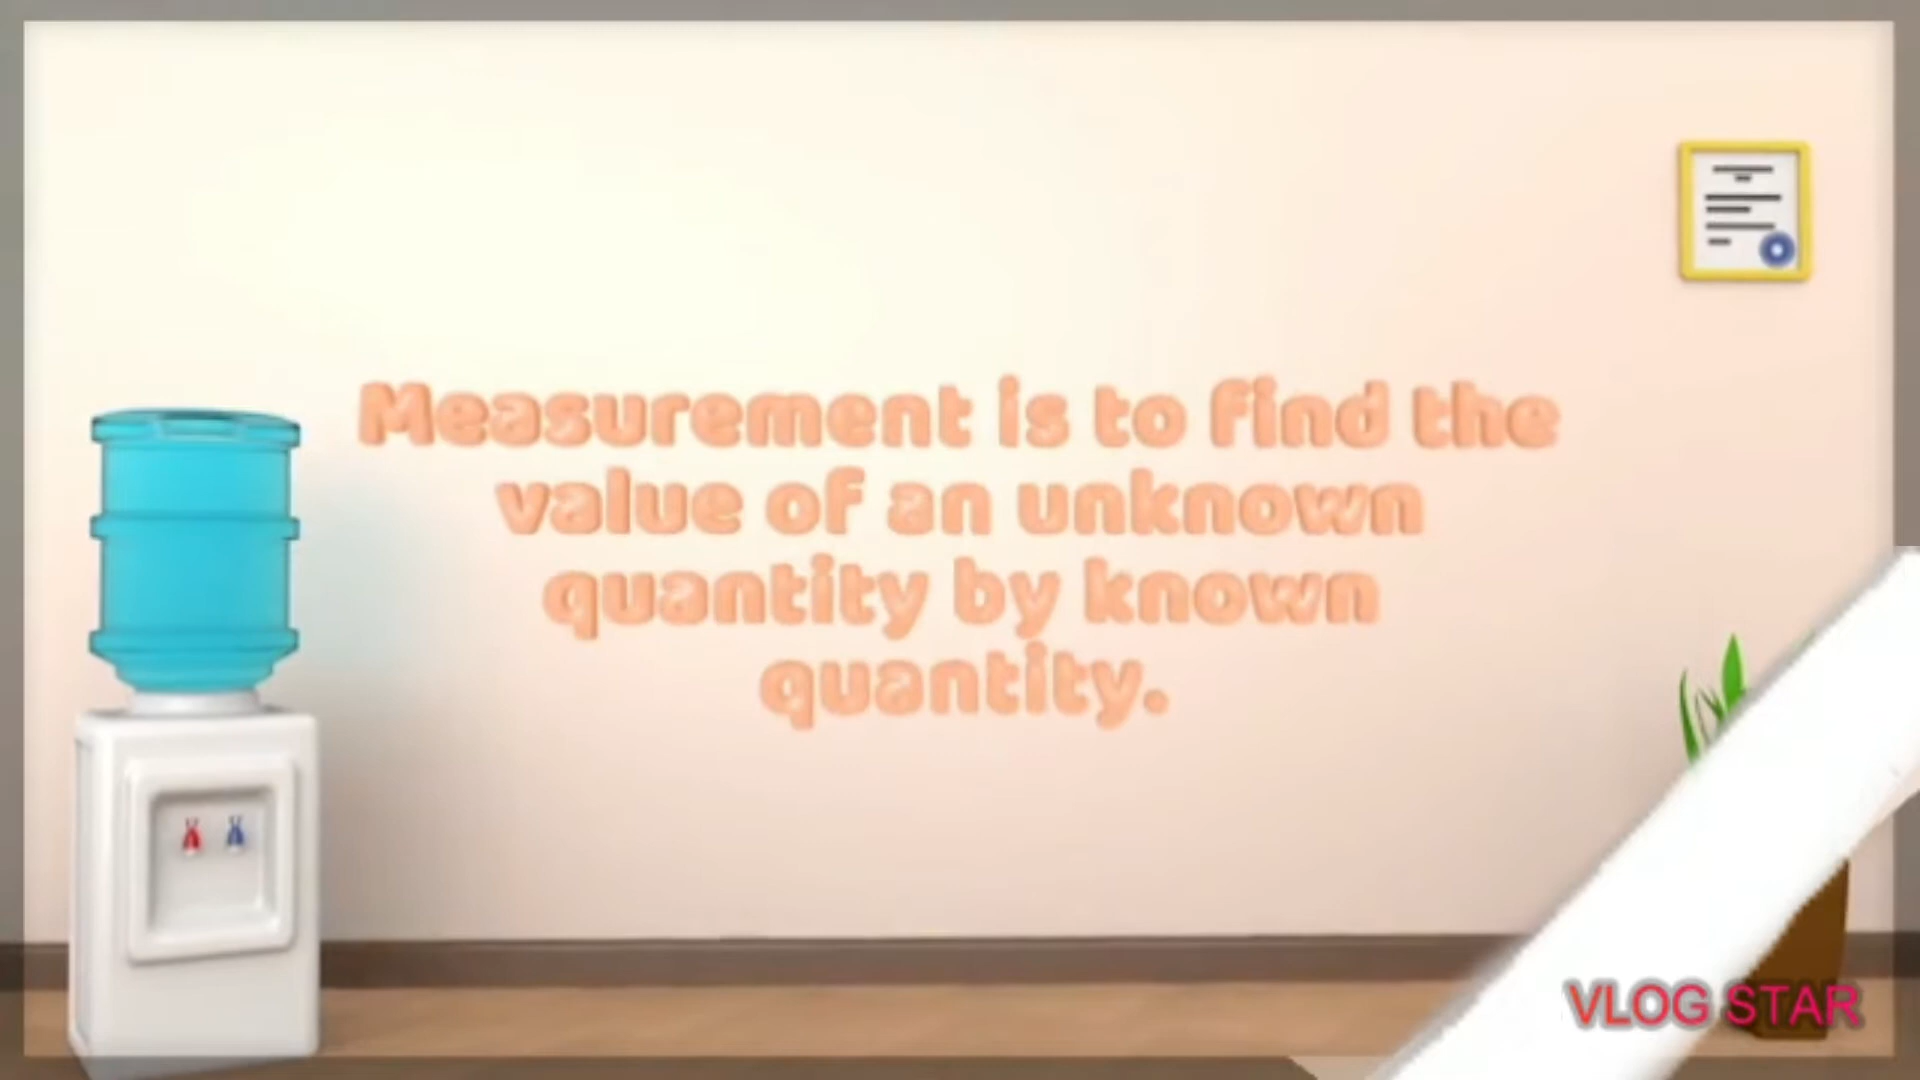 Measurement is to find the
value of an unknown
quantity by known
quantity.
VLOG STAR